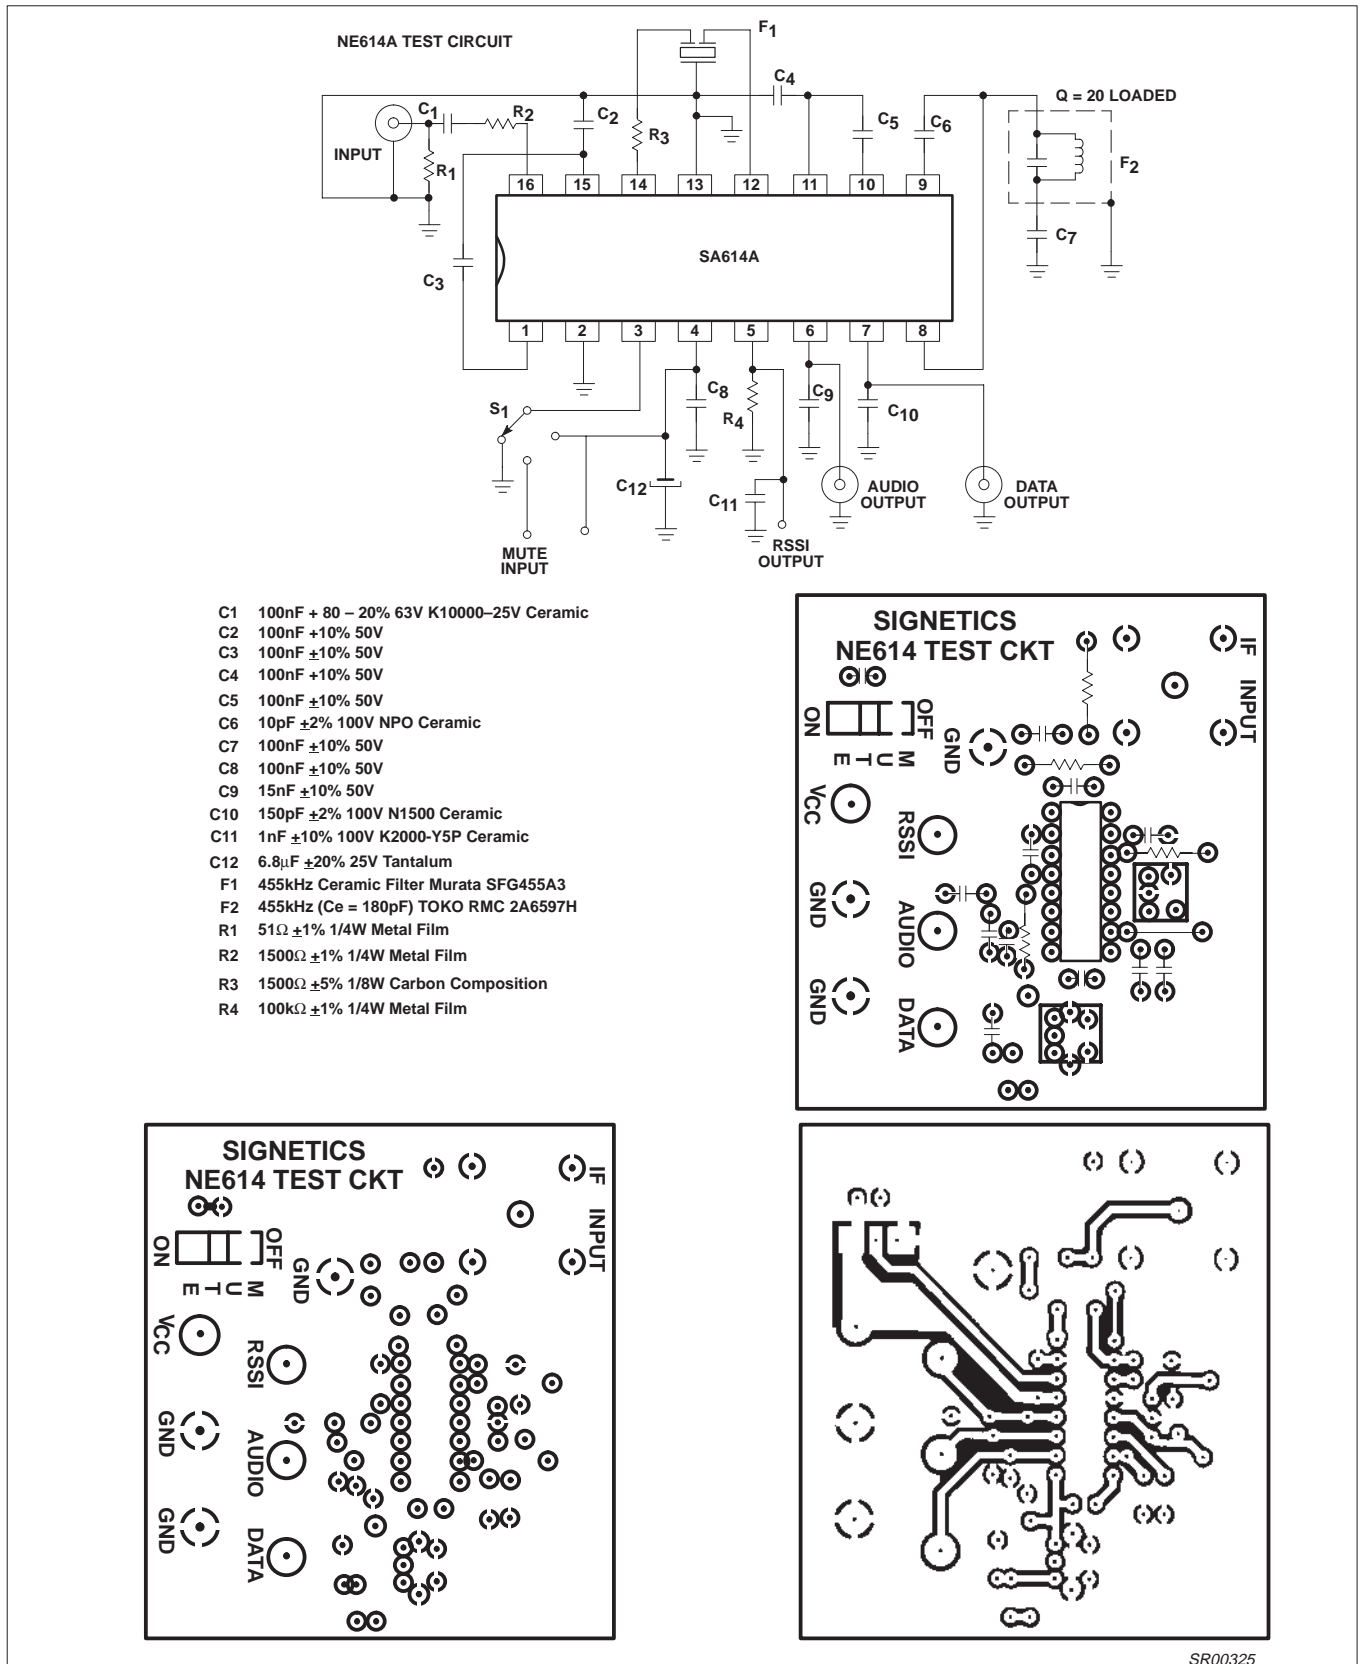 NE614A TEST CIRCUIT
F1
C4
Q = 20 LOADED
C1
R2
C2
R3
C5
C6
INPUT
R1
F2
16
15
14
13
12
11
10
9
C7
SA614A
C3
1
2
3
4
5
6
7
8
S1
C8
R4
C9
C10
C12
C11
AUDIO
OUTPUT
DATA
OUTPUT
MUTE
INPUT
RSSI
OUTPUT
C1 100nF + 80 – 20% 63V K10000–25V Ceramic
C2 100nF +10% 50V
C3 100nF ±10% 50V
C4 100nF +10% 50V
C5 100nF ±10% 50V
C6 10pF ±2% 100V NPO Ceramic
C7 100nF ±10% 50V
C8 100nF ±10% 50V
C9 15nF ±10% 50V
C10 150pF ±2% 100V N1500 Ceramic
C11 1nF ±10% 100V K2000-Y5P Ceramic
C12 6.8μF ±20% 25V Tantalum
F1 455kHz Ceramic Filter Murata SFG455A3
F2 455kHz (Ce = 180pF) TOKO RMC 2A6597H
R1 51Ω ±1% 1/4W Metal Film
R2 1500Ω ±1% 1/4W Metal Film
R3 1500Ω ±5% 1/8W Carbon Composition
R4 100kΩ ±1% 1/4W Metal Film
SIGNETICS
NE614 TEST CKT
IF INPUT
ON
OFF
MUTE
GND
VCC
RSSI
GND
AUDIO
GND
DATA
SIGNETICS
NE614 TEST CKT
IF INPUT
ON
OFF
MUTE
GND
VCC
RSSI
GND
AUDIO
GND
DATA
SR00325